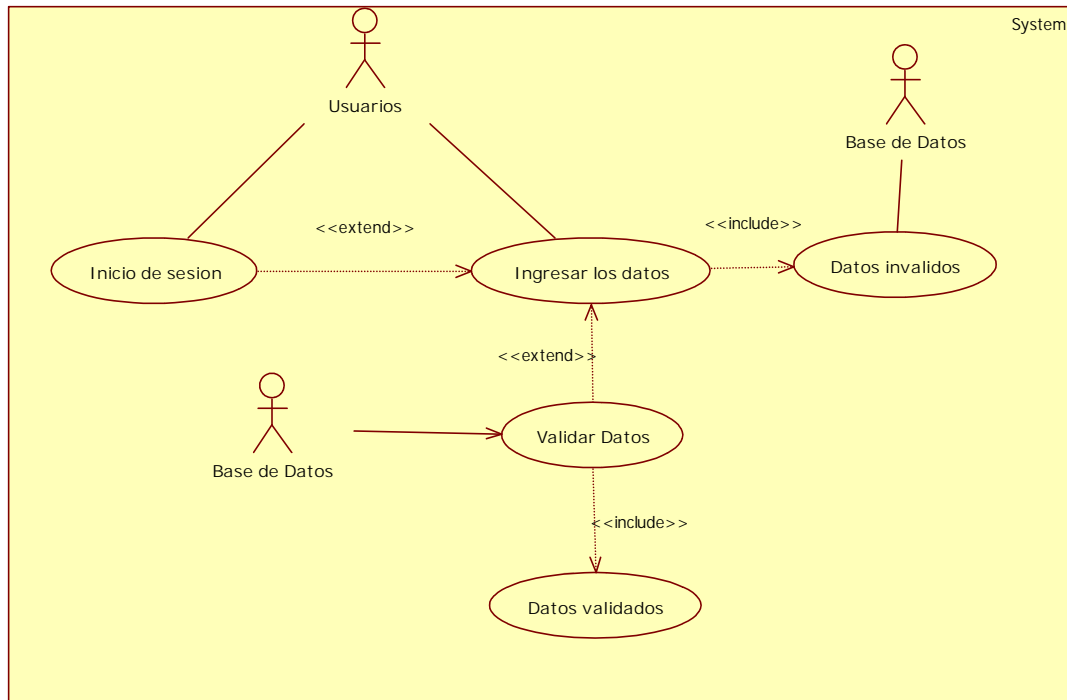 System
Usuarios
Base de Datos
<<extend>>
<<include>>
Inicio de sesion
Ingresar los datos
Datos invalidos
<<extend>>
Validar Datos
Base de Datos
<<include>>
Datos validados